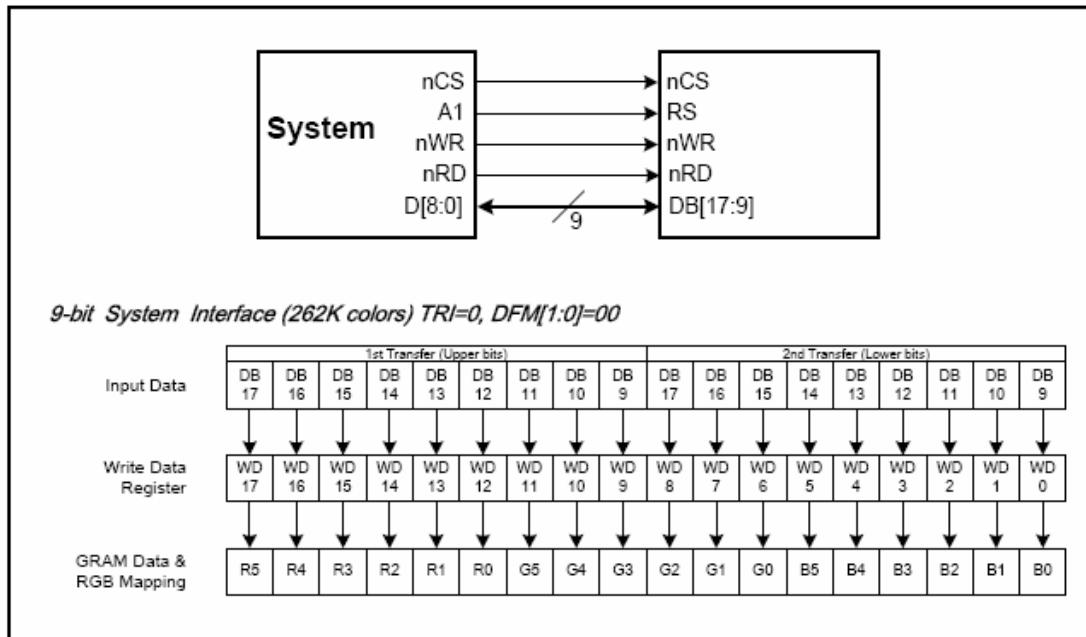 nCS nCS
A1 RS
System nWR nWR
nRD nRD
D[8:0] 9 DB[17:9]
9-bit System Interface (262K colors) TRI=0, DFM[1:0]=00
1st Transfer (Upper bits) 2nd Transfer (Lower bits)
Input Data DB 17 DB 16 DB 15 DB 14 DB 13 DB 12 DB 11 DB 10 DB 9 DB 17 DB 16 DB 15 DB 14 DB 13 DB 12 DB 11 DB 10 DB 9
Write Data Register WD 17 WD 16 WD 15 WD 14 WD 13 WD 12 WD 11 WD 10 WD 9 WD 8 WD 7 WD 6 WD 5 WD 4 WD 3 WD 2 WD 1 WD 0
GRAM Data & RGB Mapping R5 R4 R3 R2 R1 R0 G5 G4 G3 G2 G1 G0 B5 B4 B3 B2 B1 B0